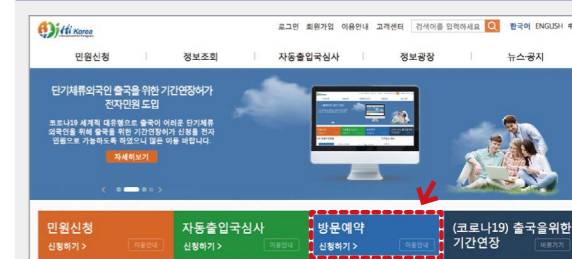 Hi Korea
로그인 회원가입 이용안내 고객센터 검색어를 입력하세요 한국어 ENGLISH
민원신청 정보조회 자동출입국심사 정보광장 뉴스·공지
단기체류외국인 출국을 위한 기간연장허가
전자민원 도입
코로나19 세계적 대유행으로 출국이 어려운 단기체류
외국인을 위해 출국을 위한 기간연장허가 신청을 전자
민원으로 가능하도록 하였으니 많은 이용 바랍니다.
자세히보기
민원신청 자동출입국심사 방문예약 (코로나19) 출국을위한
기간연장
신청하기 > 이용안내 신청하기 > 이용안내 신청하기 > 이용안내 바로가기